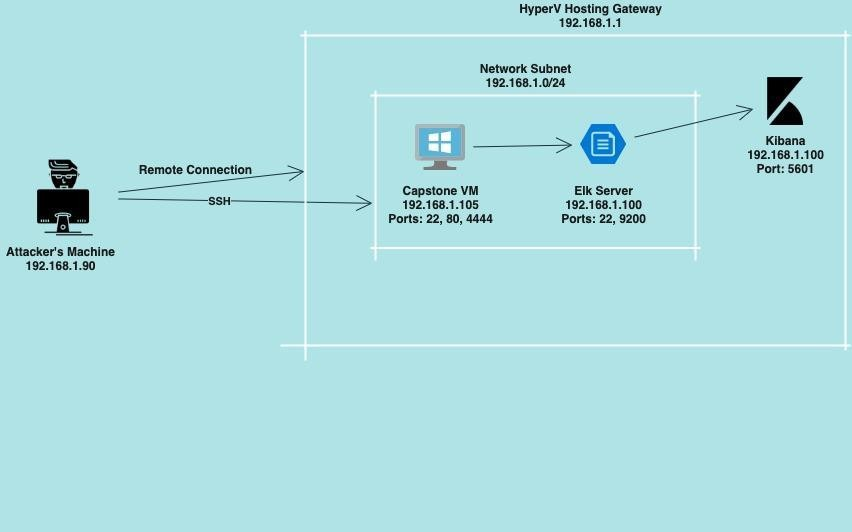 HyperV Hosting Gateway
192.168.1.1
Network Subnet
192.168.1.0/24
Remote Connection
SSH
Attacker's Machine
192.168.1.90
Capstone VM
192.168.1.105
Ports: 22, 80, 4444
Elk Server
192.168.1.100
Ports: 22, 9200
Kibana
192.168.1.100
Port: 5601